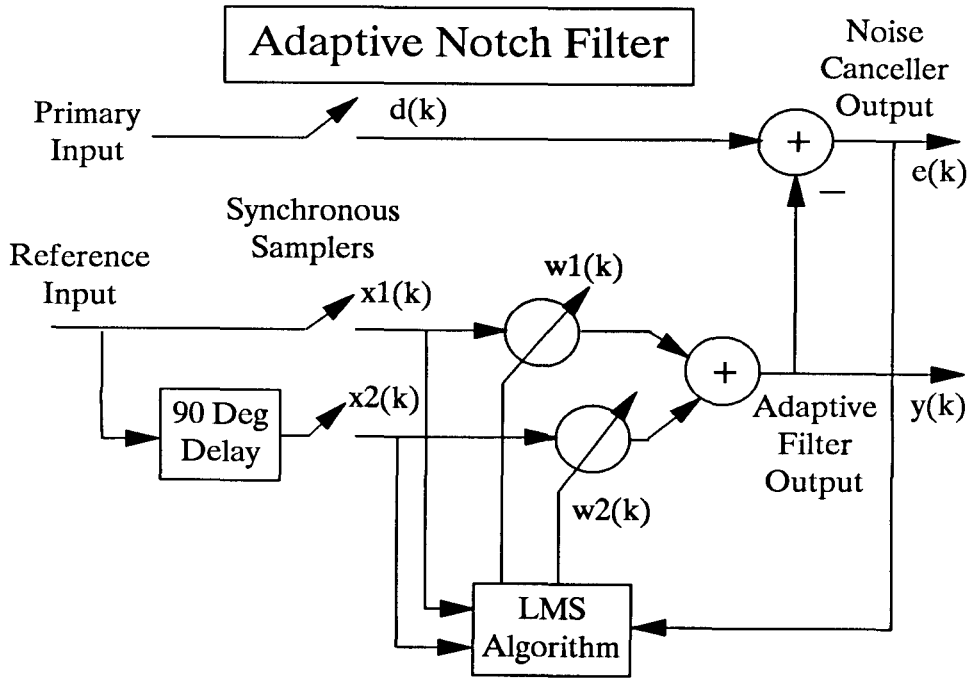 Adaptive Notch Filter
Noise
Canceller
Output
Primary
Input
d(k)
+
e(k)
−
Synchronous
Samplers
Reference
Input
x1(k)
w1(k)
+
90 Deg
Delay
x2(k)
w2(k)
Adaptive
Filter
Output
y(k)
LMS
Algorithm